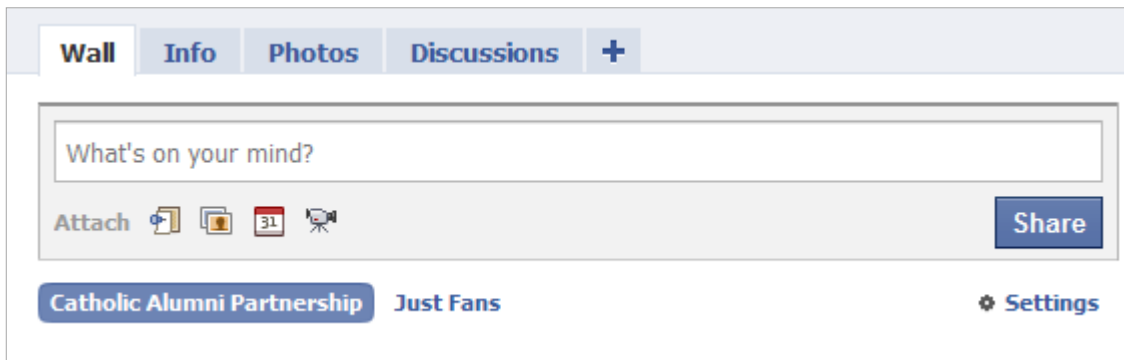 Wall Info Photos Discussions +
What's on your mind?
Attach 31 Share
Catholic Alumni Partnership Just Fans Settings